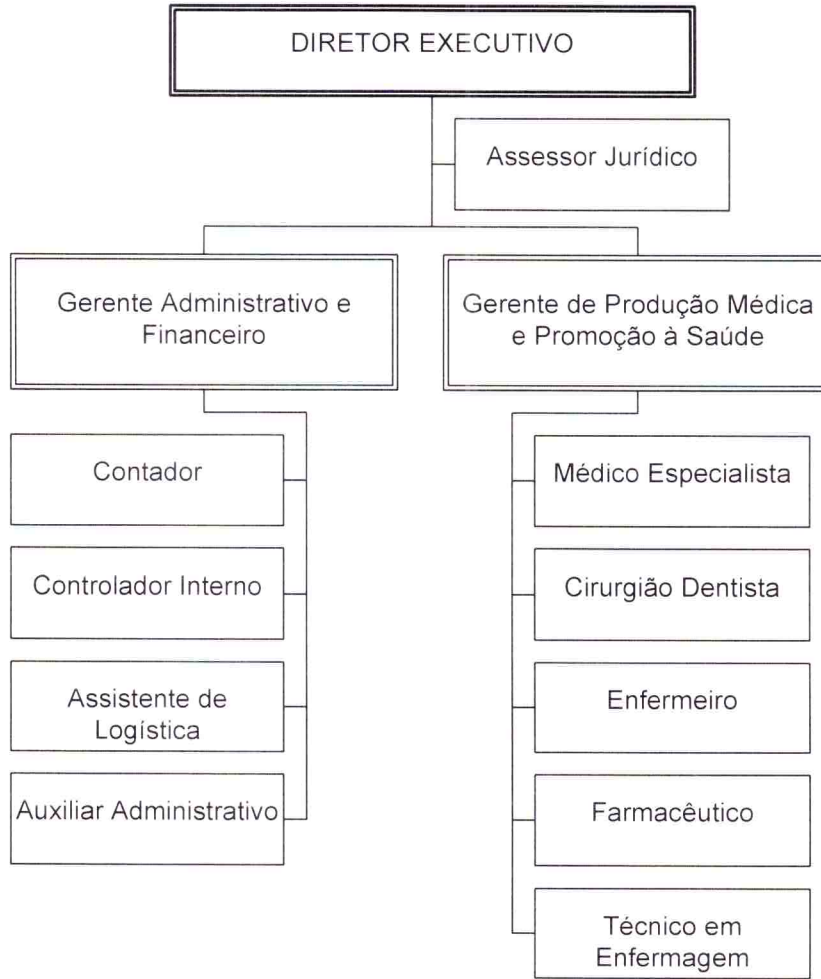 DIRETOR EXECUTIVO
Assessor Jurídico
Gerente Administrativo e
Financeiro
Gerente de Produção Médica
e Promoção à Saúde
Contador
Controlador Interno
Assistente de
Logística
Auxiliar Administrativo
Médico Especialista
Cirurgião Dentista
Enfermeiro
Farmacêutico
Técnico em
Enfermagem